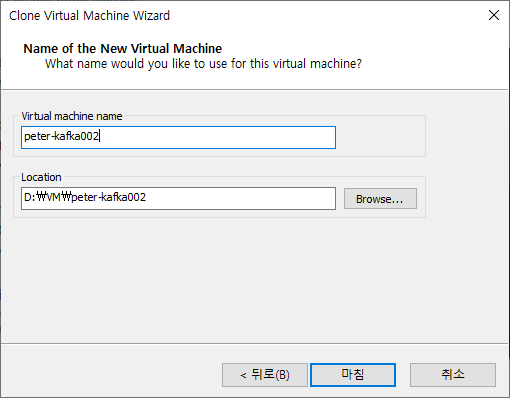 Clone Virtual Machine Wizard
Name of the New Virtual Machine
What name would you like to use for this virtual machine?
Virtual machine name
peter-kafka002
Location
D:₩VM₩peter-kafka002
Browse...
< 뒤로(B)
마침
취소